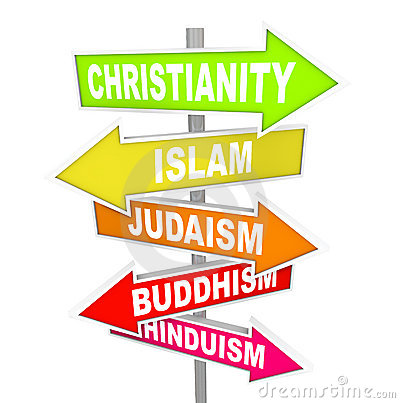 CHRISTIANITY
ISLAM
JUDAISM
BUDDHISM
HINDUISM
dreamstime.com